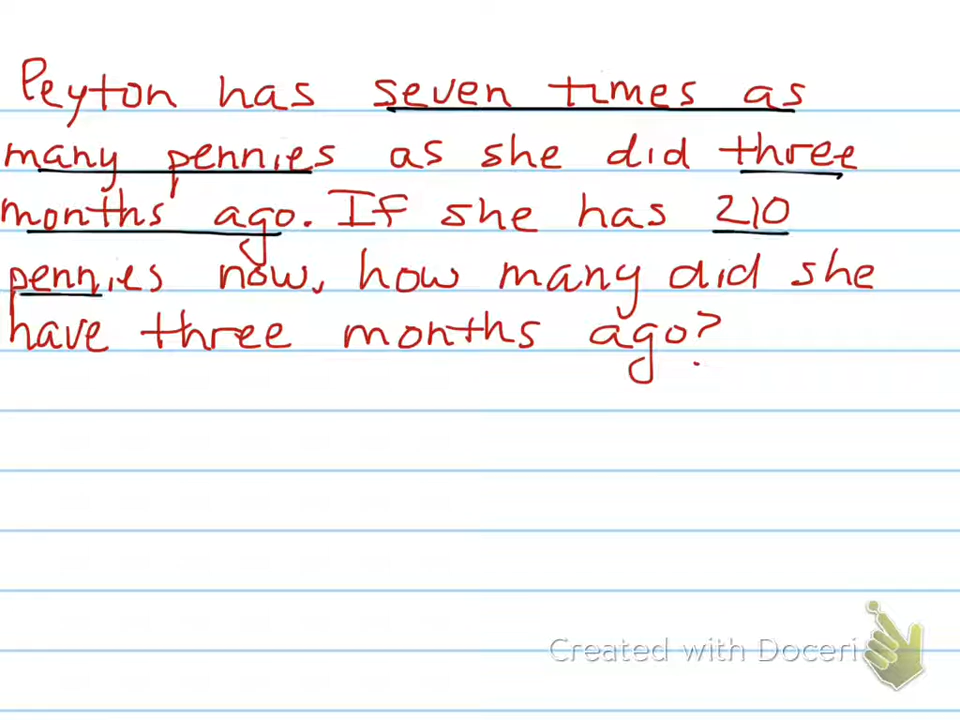 Peyton has seven times as
many pennies as she did three
months ago. If she has 210
pennies now, how many did she
have three months ago?
Created with Doceri